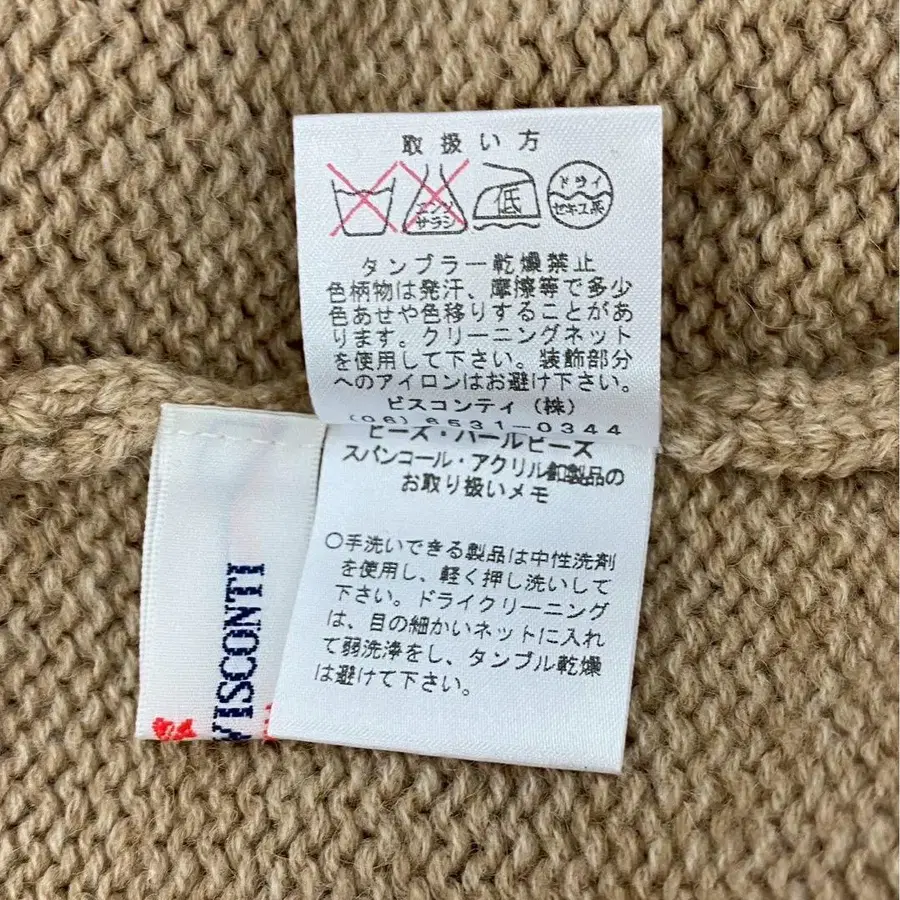 取扱い方
エンソ
サラシ
低
ドライ
セキユ系
タンブラー乾燥禁止
色柄物は発汗、摩擦等で多少
色あせや色移りすることがあ
ります。クリーニングネット
を使用して下さい。装飾部分
へのアイロンはお避け下さい。
ビスコンティ(株)
(06)6531-0344
ビーズ・パールビーズ
スパンコール・アクリル釦製品の
お取り扱いメモ
○手洗いできる製品は中性洗剤
を使用し、軽く押し洗いして
下さい。ドライクリーニング
は、目の細かいネットに入れ
て弱洗浄をし、タンブル乾燥
は避けて下さい。
VISCONTI